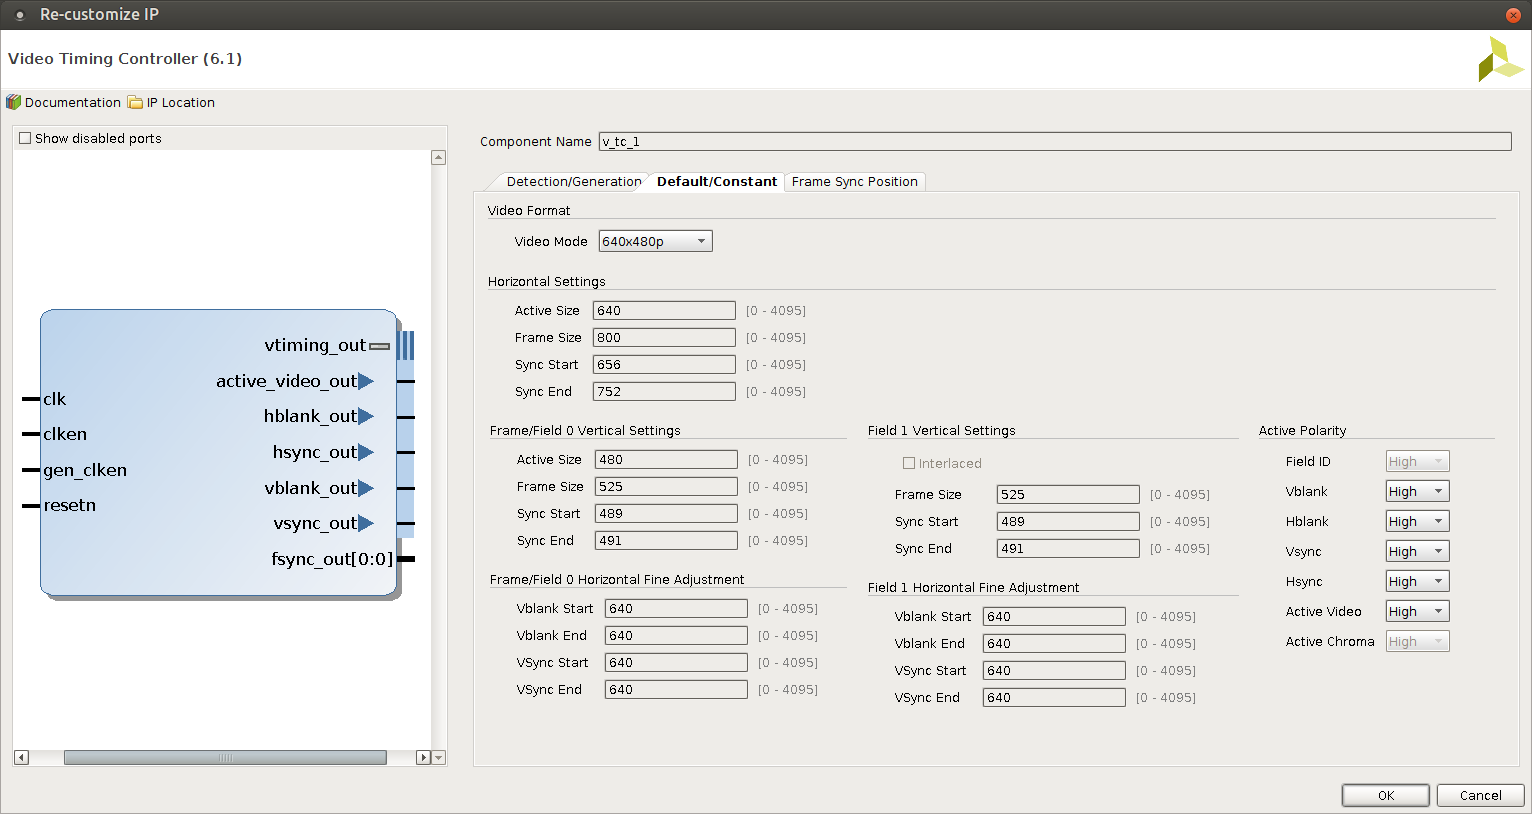 Re-customize IP
Video Timing Controller (6.1)
Documentation IP Location
Show disabled ports
vtiming_out
active_video_out
clk
hblank_out
clken
hsync_out
gen_clken
vblank_out
resetn
vsync_out
fsync_out[0:0]
Component Name v_tc_1
Detection/Generation Default/Constant Frame Sync Position
Video Format
Video Mode 640x480p
Horizontal Settings
Active Size 640 [0 - 4095]
Frame Size 800 [0 - 4095]
Sync Start 656 [0 - 4095]
Sync End 752 [0 - 4095]
Frame/Field 0 Vertical Settings
Active Size 480 [0 - 4095]
Frame Size 525 [0 - 4095]
Sync Start 489 [0 - 4095]
Sync End 491 [0 - 4095]
Frame/Field 0 Horizontal Fine Adjustment
Vblank Start 640 [0 - 4095]
Vblank End 640 [0 - 4095]
VSync Start 640 [0 - 4095]
VSync End 640 [0 - 4095]
Field 1 Vertical Settings
Interlaced
Frame Size 525 [0 - 4095]
Sync Start 489 [0 - 4095]
Sync End 491 [0 - 4095]
Field 1 Horizontal Fine Adjustment
Vblank Start 640 [0 - 4095]
Vblank End 640 [0 - 4095]
VSync Start 640 [0 - 4095]
VSync End 640 [0 - 4095]
Active Polarity
Field ID High
Vblank High
Hblank High
Vsync High
Hsync High
Active Video High
Active Chroma High
OK Cancel